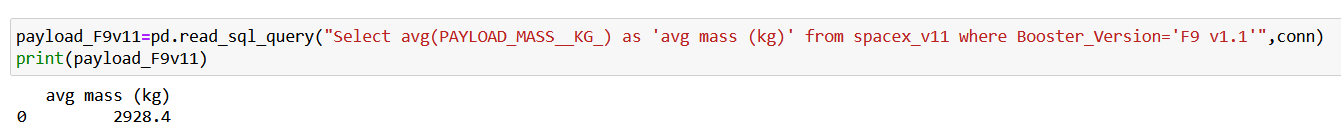 payload_F9v11=pd.read_sql_query("Select avg(PAYLOAD_MASS__KG_) as 'avg mass (kg)' from spacex_v11 where Booster_Version='F9 v1.1'",conn)
print(payload_F9v11)
avg mass (kg)
0 2928.4